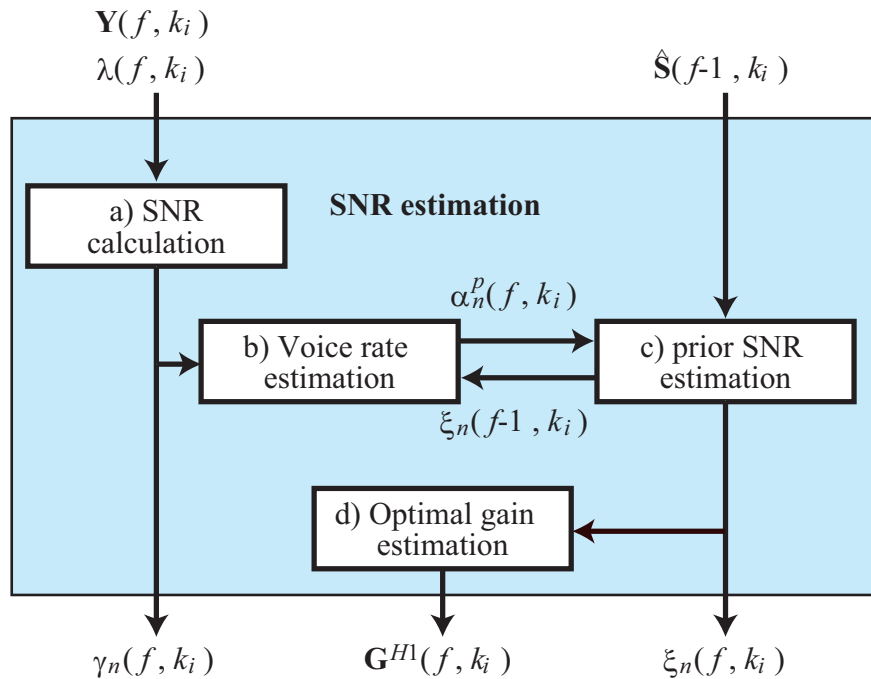 Y(f, k_i)
λ(f, k_i)
Ŝ(f-1, k_i)
a) SNR
calculation
SNR estimation
α_n^p(f, k_i)
b) Voice rate
estimation
c) prior SNR
estimation
ξ_n(f-1, k_i)
d) Optimal gain
estimation
γ_n(f, k_i)
G^{H1}(f, k_i)
ξ_n(f, k_i)